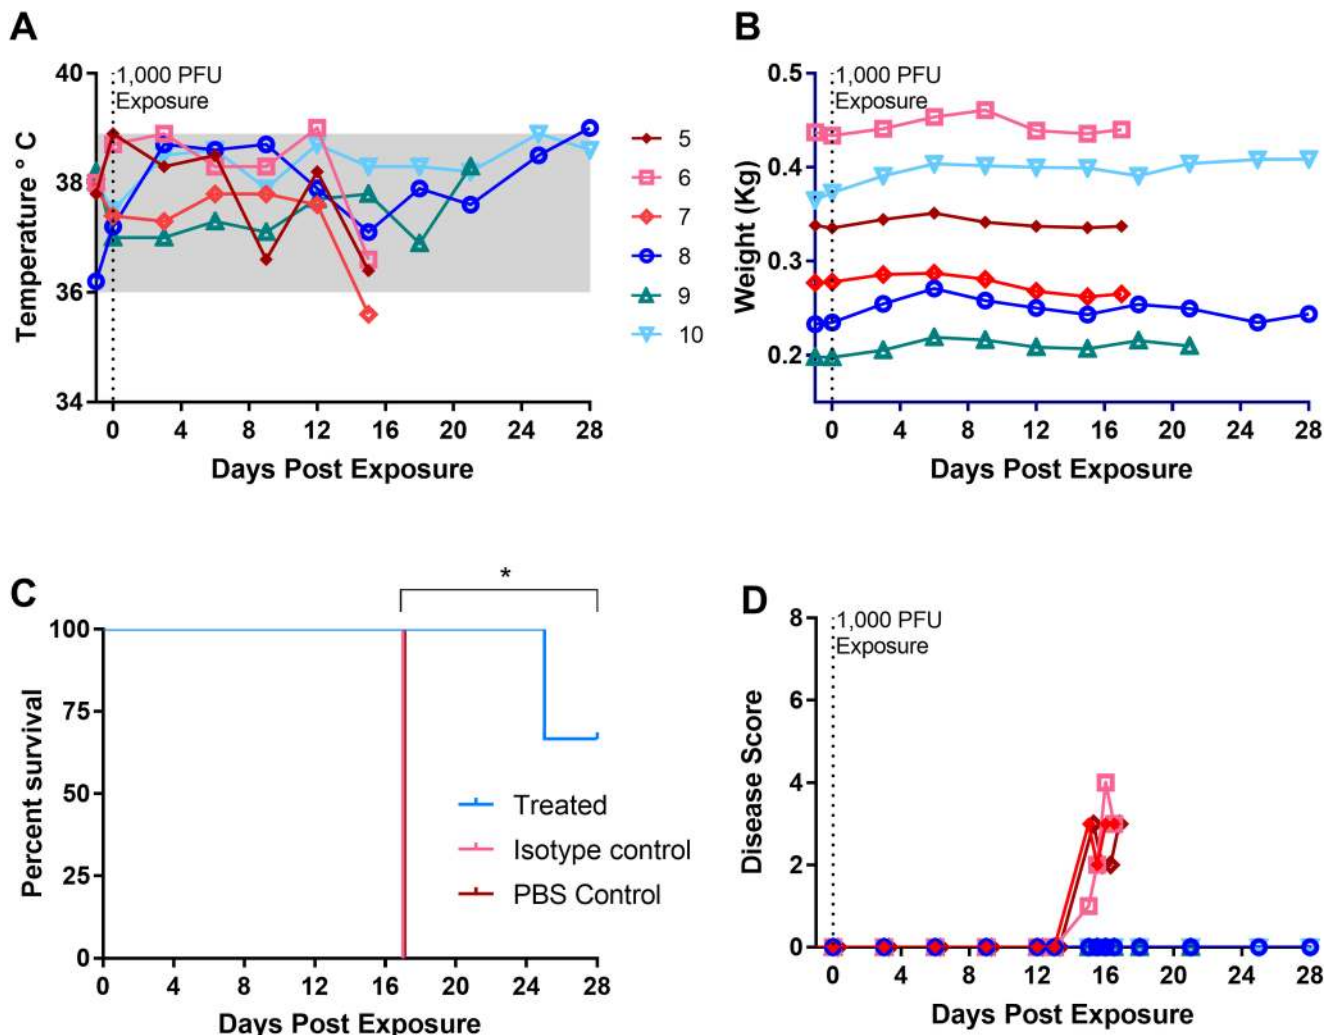 A
1,000 PFU
Exposure
Temperature ° C
40
38
36
34
0 4 8 12 16 20 24 28
Days Post Exposure
5
6
7
8
9
10
B
1,000 PFU
Exposure
Weight (Kg)
0.5
0.4
0.3
0.2
0 4 8 12 16 20 24 28
Days Post Exposure
C
*
Percent survival
100
75
50
25
0
Treated
Isotype control
PBS Control
0 4 8 12 16 20 24 28
Days Post Exposure
D
1,000 PFU
Exposure
Disease Score
8
6
4
2
0
0 4 8 12 16 20 24 28
Days Post Exposure